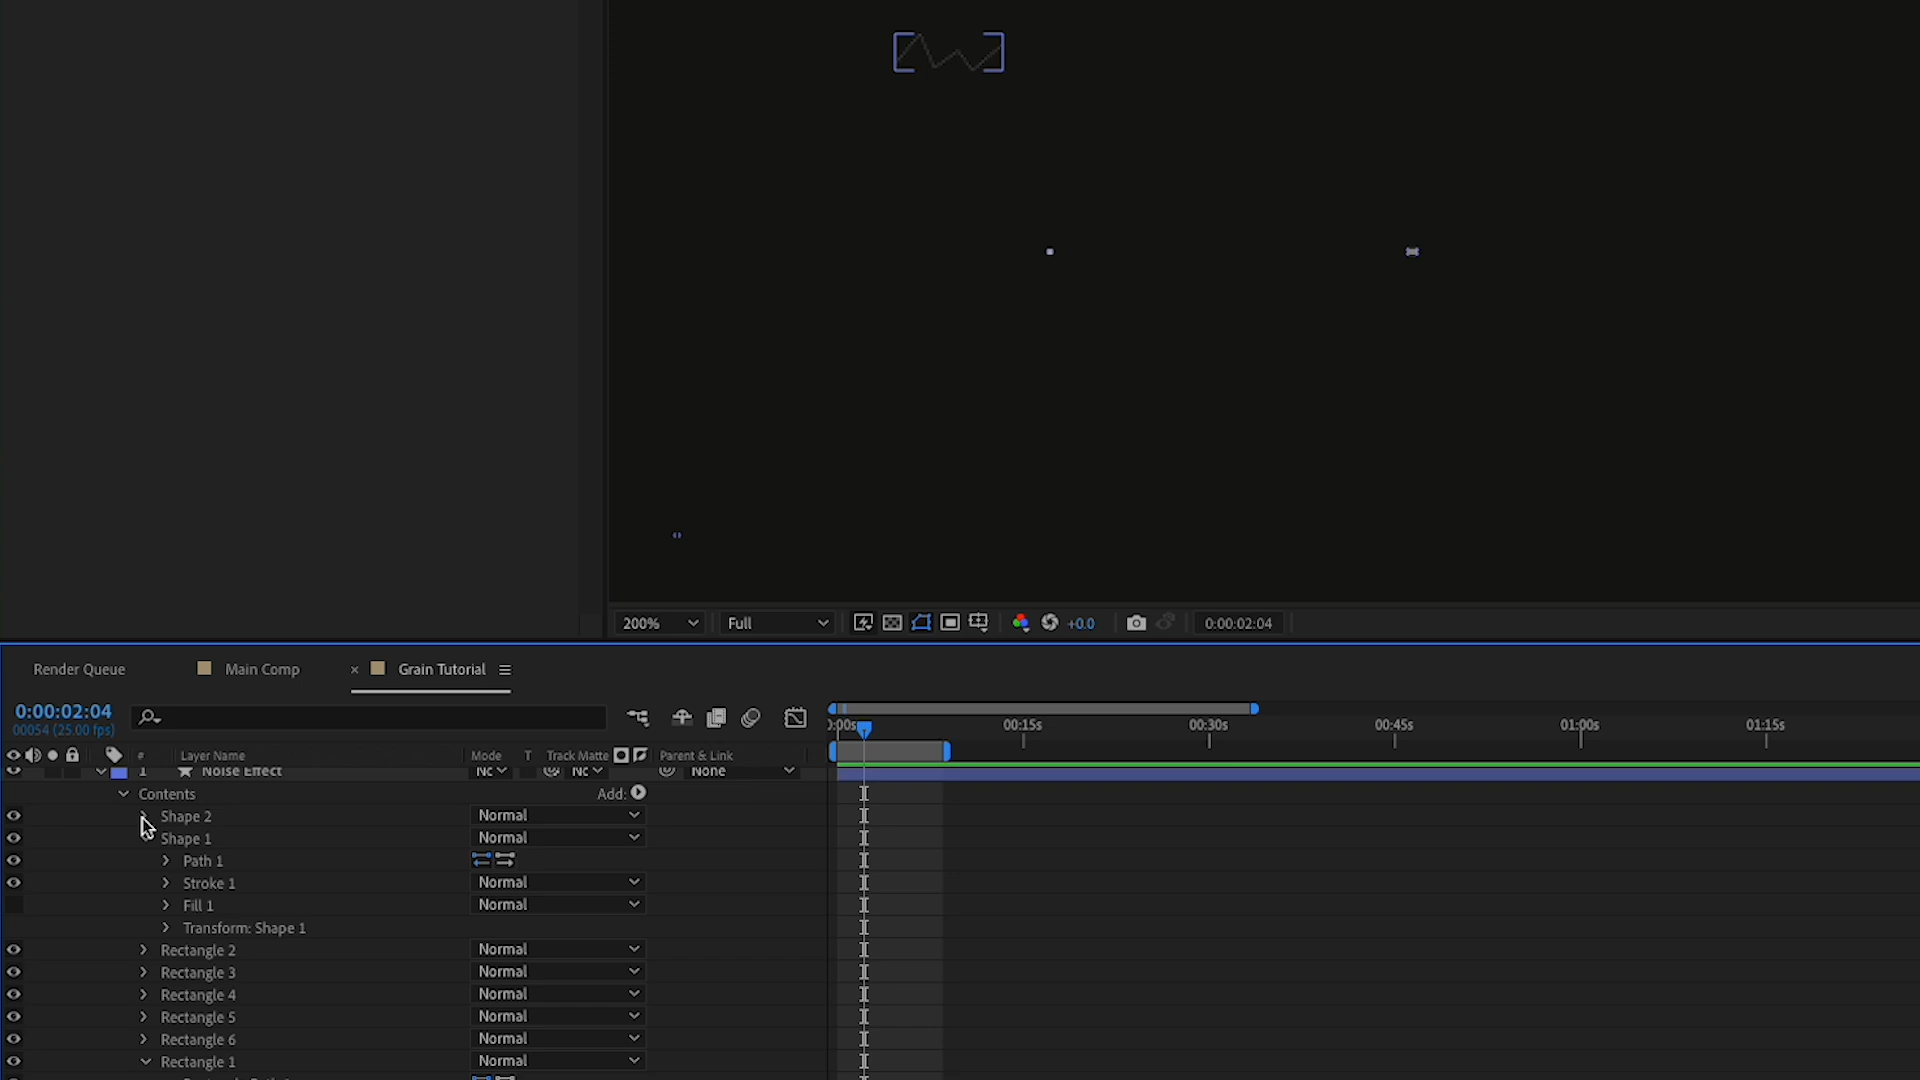 200% Full +0.0 0:00:02:04
Render Queue Main Comp × Grain Tutorial
0:00:02:04
00054 (25.00 fps)
):00s 00:15s 00:30s 00:45s 01:00s 01:15s
# Layer Name Mode T Track Matte Parent & Link
1 Noise Effect None
Contents Add:
Shape 2 Normal
Shape 1 Normal
Path 1
Stroke 1 Normal
Fill 1 Normal
Transform: Shape 1
Rectangle 2 Normal
Rectangle 3 Normal
Rectangle 4 Normal
Rectangle 5 Normal
Rectangle 6 Normal
Rectangle 1 Normal